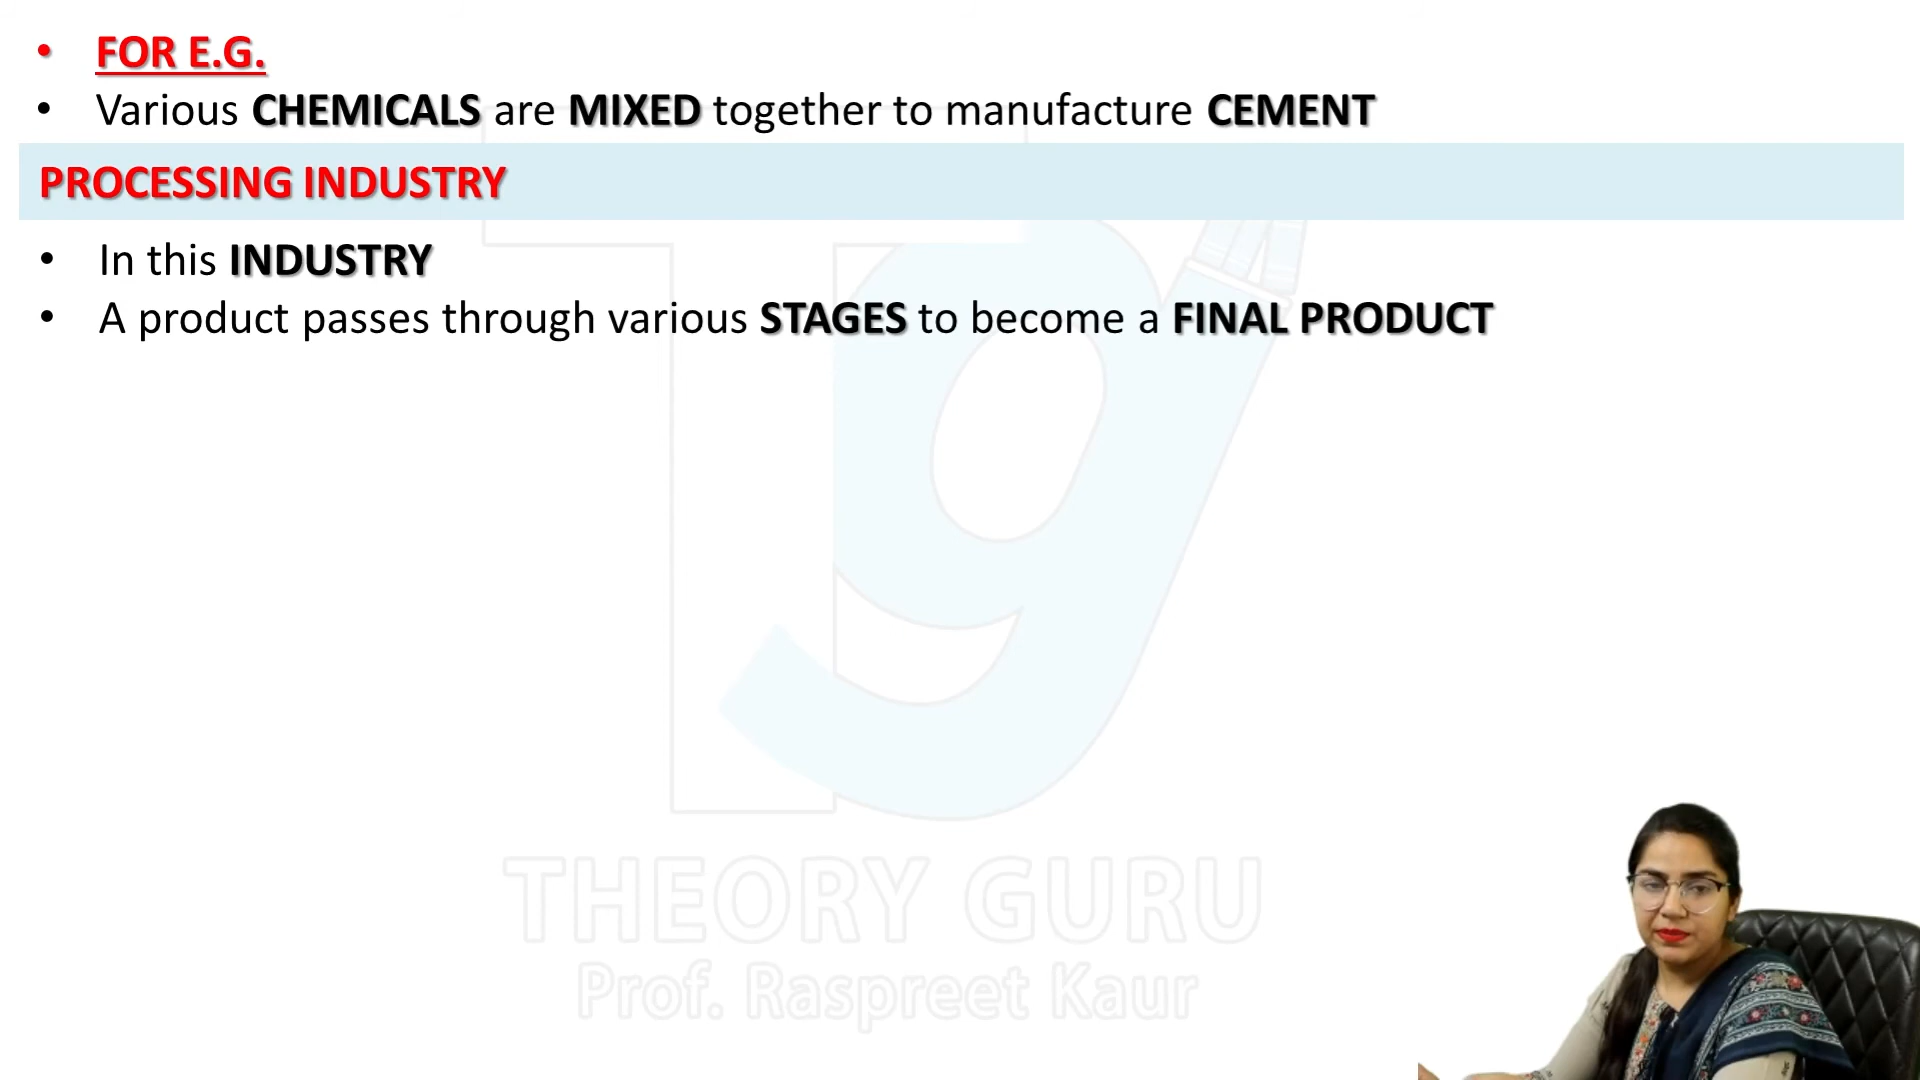 • FOR E.G.
• Various CHEMICALS are MIXED together to manufacture CEMENT
PROCESSING INDUSTRY
• In this INDUSTRY
• A product passes through various STAGES to become a FINAL PRODUCT
THEORY GURU
Prof. Raspreet Kaur